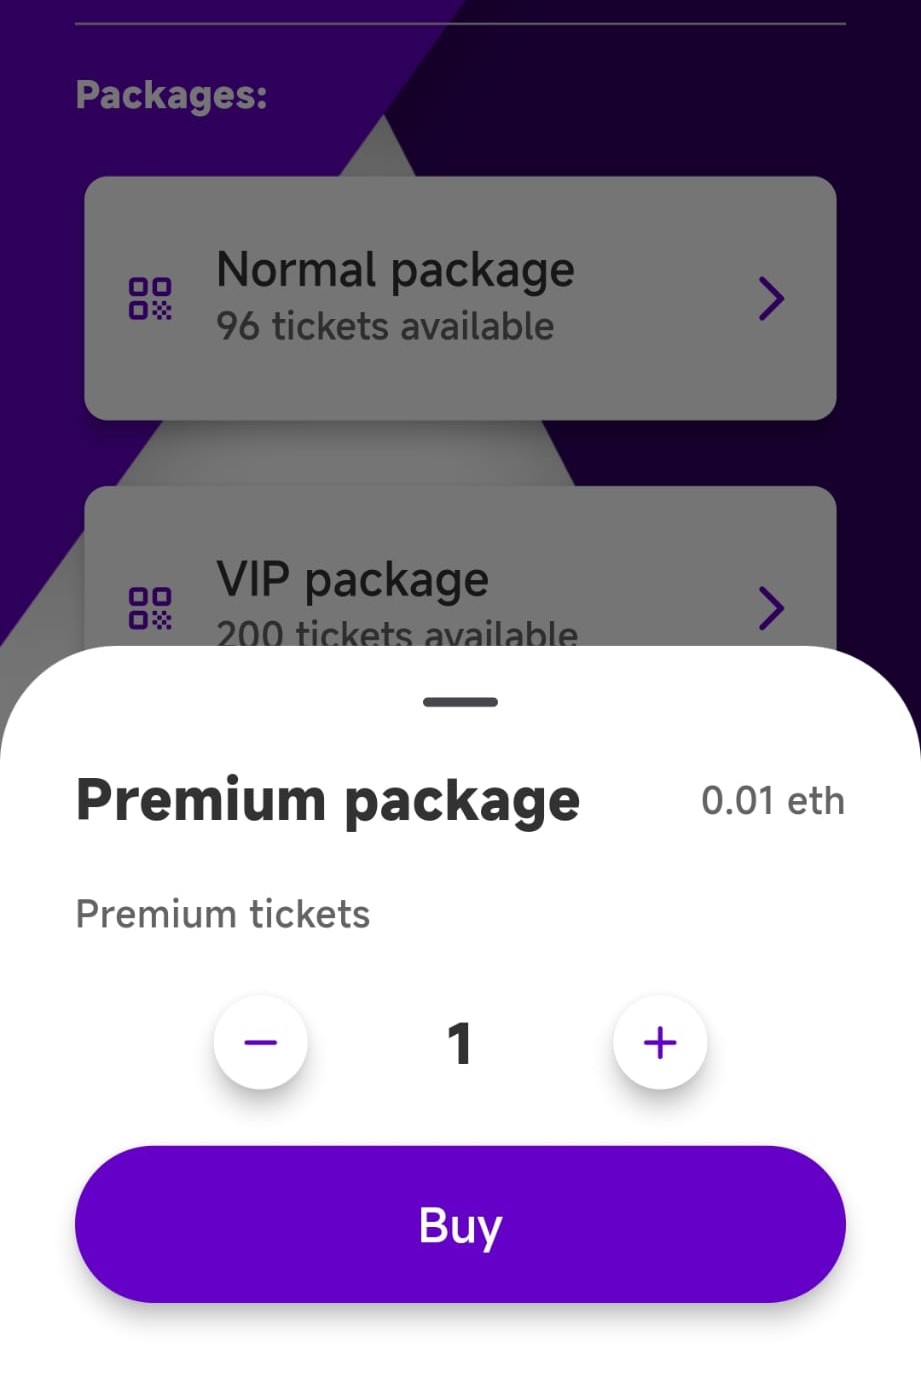 Packages:
Normal package
96 tickets available
VIP package
200 tickets available
Premium package
0.01 eth
Premium tickets
1
Buy